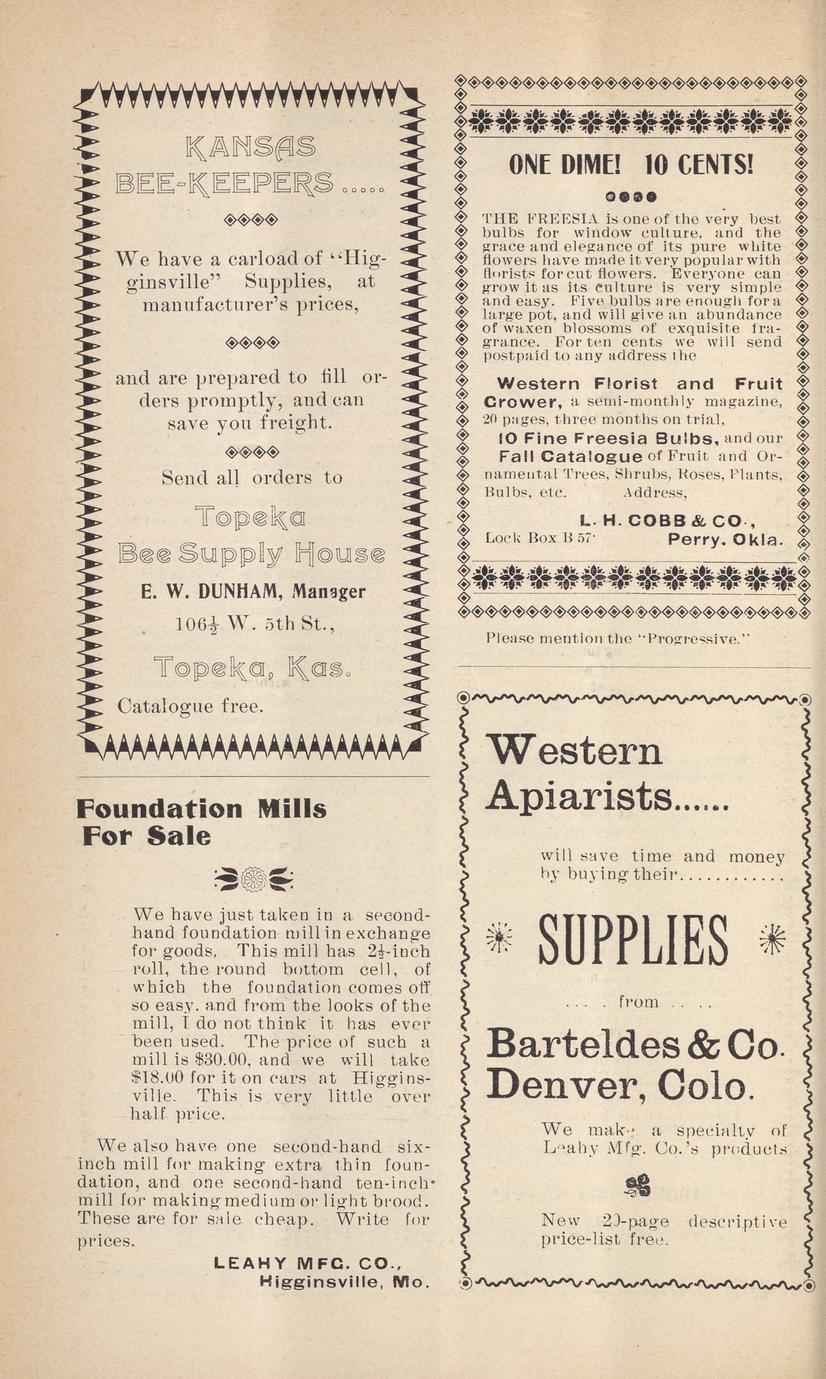 KANSAS
BEE-KEEPERS .....
We have a carload of "Hig-
ginsville" Supplies, at
manufacturer's prices,
and are prepared to fill or-
ders promptly, and can
save you freight.
Send all orders to
Topeka
Bee Supply House
E. W. DUNHAM, Manager
106½ W. 5th St.,
Topeka, Kas.
Catalogue free.
Foundation Mills
For Sale
We have just taken in a second-
hand foundation mill in exchange
for goods. This mill has 2½-inch
roll, the round bottom cell, of
which the foundation comes off
so easy. and from the looks of the
mill, I do not think it has ever
been used. The price of such a
mill is $30.00, and we will take
$18.00 for it on cars at Higgins-
ville. This is very little over
half price.
We also have one second-hand six-
inch mill for making extra thin foun-
dation, and one second-hand ten-inch
mill for making medium or light brood.
These are for sale cheap. Write for
prices.
LEAHY MFG. CO.,
Higginsville, Mo.
ONE DIME! 10 CENTS!
THE FREESIA is one of the very best
bulbs for window culture, and the
grace and elegance of its pure white
flowers have made it very popular with
florists for cut flowers. Everyone can
grow it as its culture is very simple
and easy. Five bulbs are enough for a
large pot, and will give an abundance
of waxen blossoms of exquisite fra-
grance. For ten cents we will send
postpaid to any address the
Western Florist and Fruit
Grower, a semi-monthly magazine,
20 pages, three months on trial,
10 Fine Freesia Bulbs, and our
Fall Catalogue of Fruit and Or-
namental Trees, Shrubs, Roses, Plants,
Bulbs, etc. Address,
L. H. COBB & CO.,
Lock Box B 57. Perry. Okla.
Please mention the "Progressive."
Western
Apiarists......
will save time and money
by buying their............
SUPPLIES
.... from ....
Barteldes & Co.
Denver, Colo.
We make a specialty of
Leahy Mfg. Co.'s products
New 20-page descriptive
price-list free.